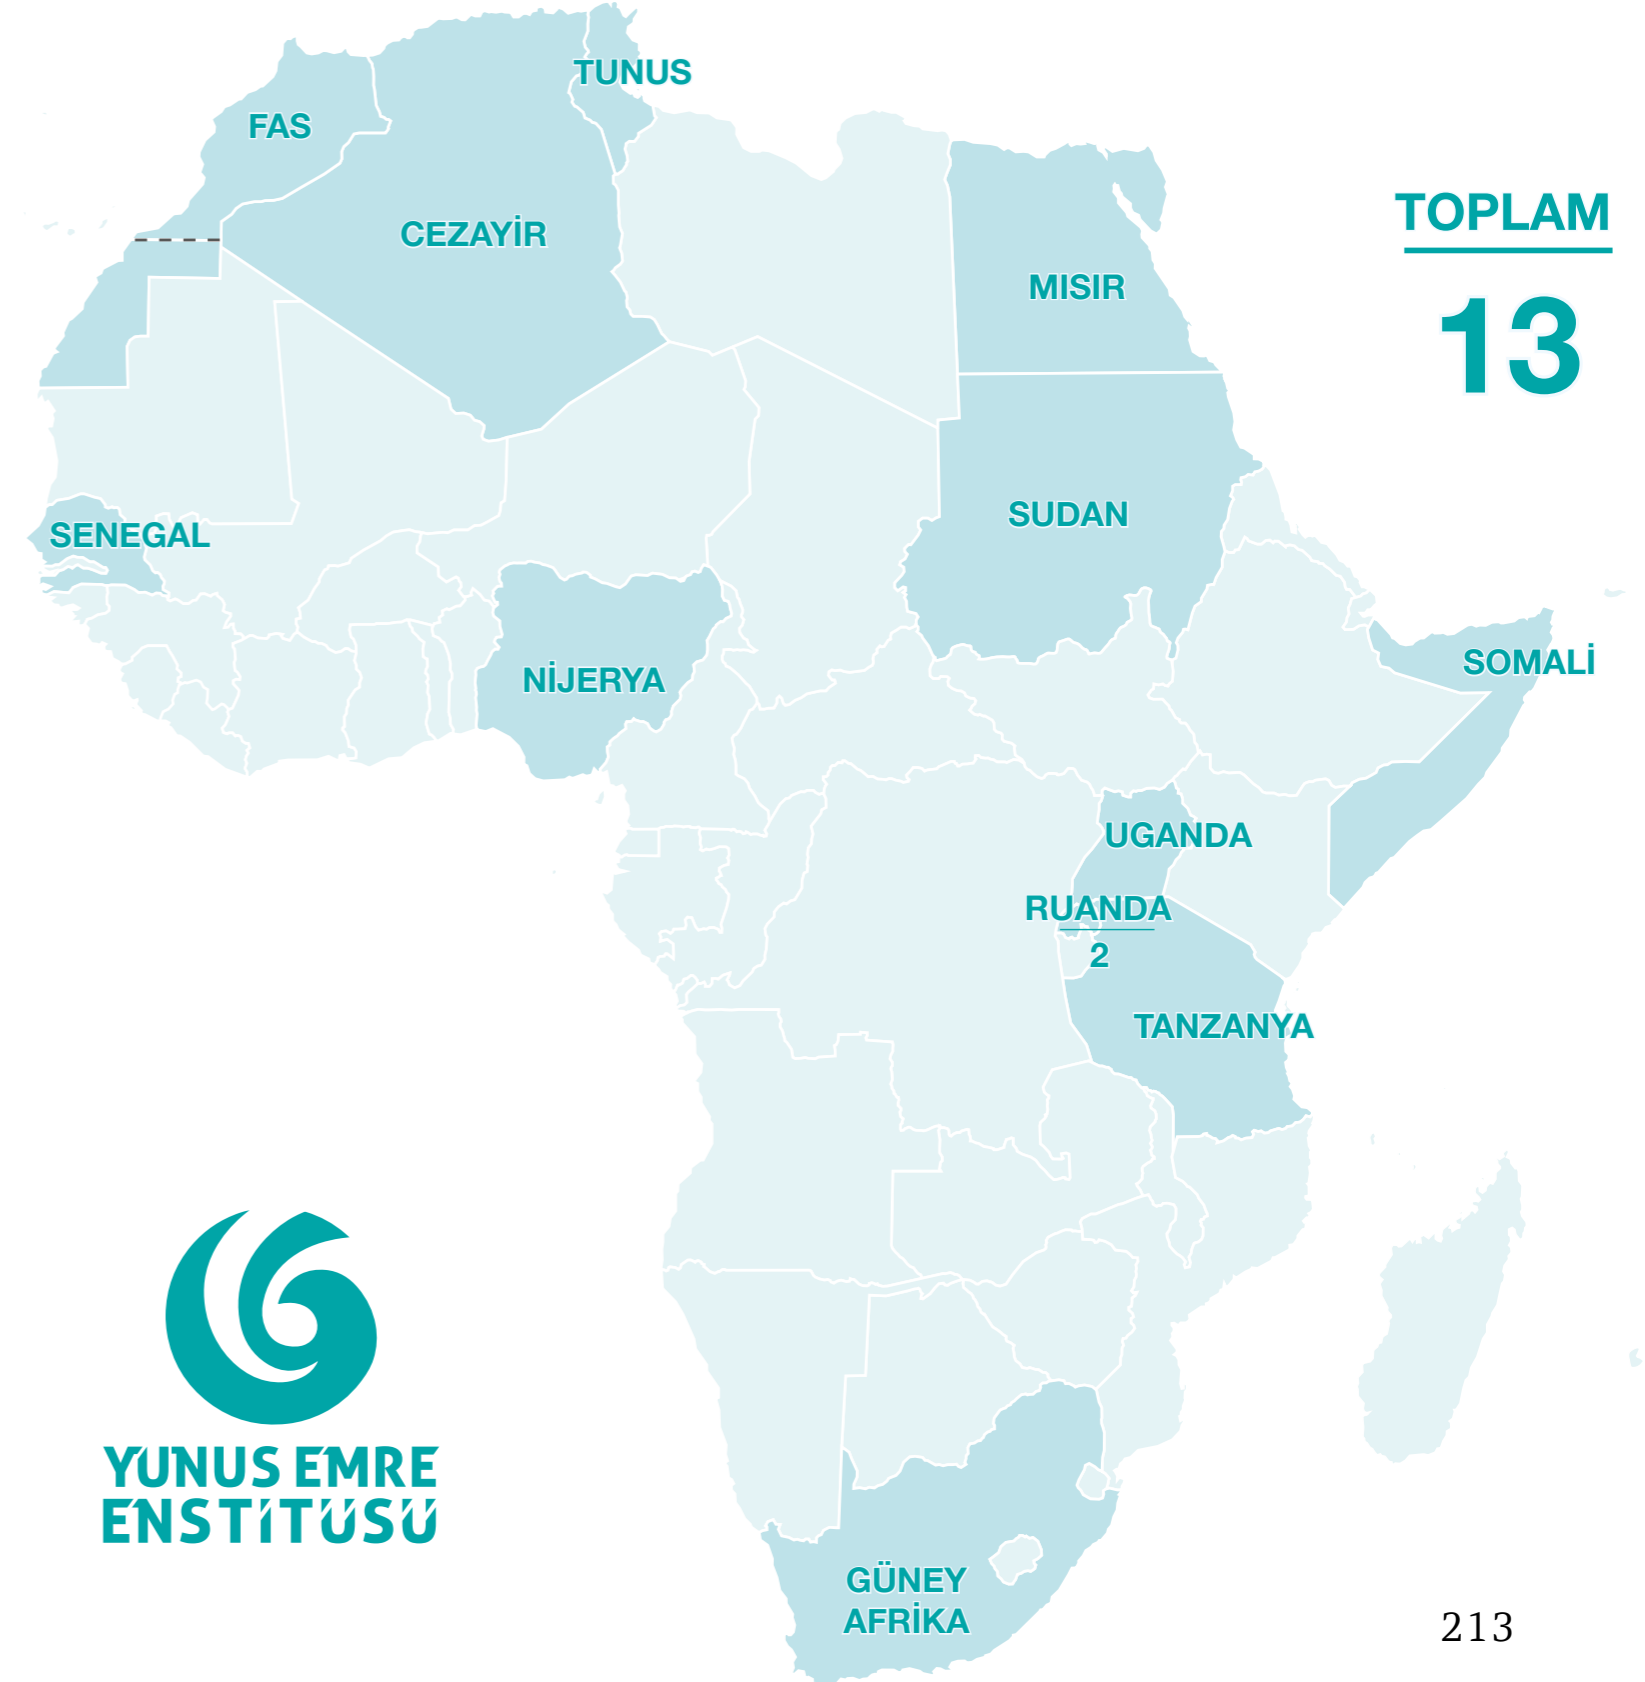 TUNUS
FAS
CEZAYİR
TOPLAM
13
MISIR
SUDAN
SENEGAL
SOMALİ
NİJERYA
UGANDA
RUANDA
2
TANZANYA
YUNUS EMRE
ENSTİTÜSÜ
GÜNEY
AFRİKA
213